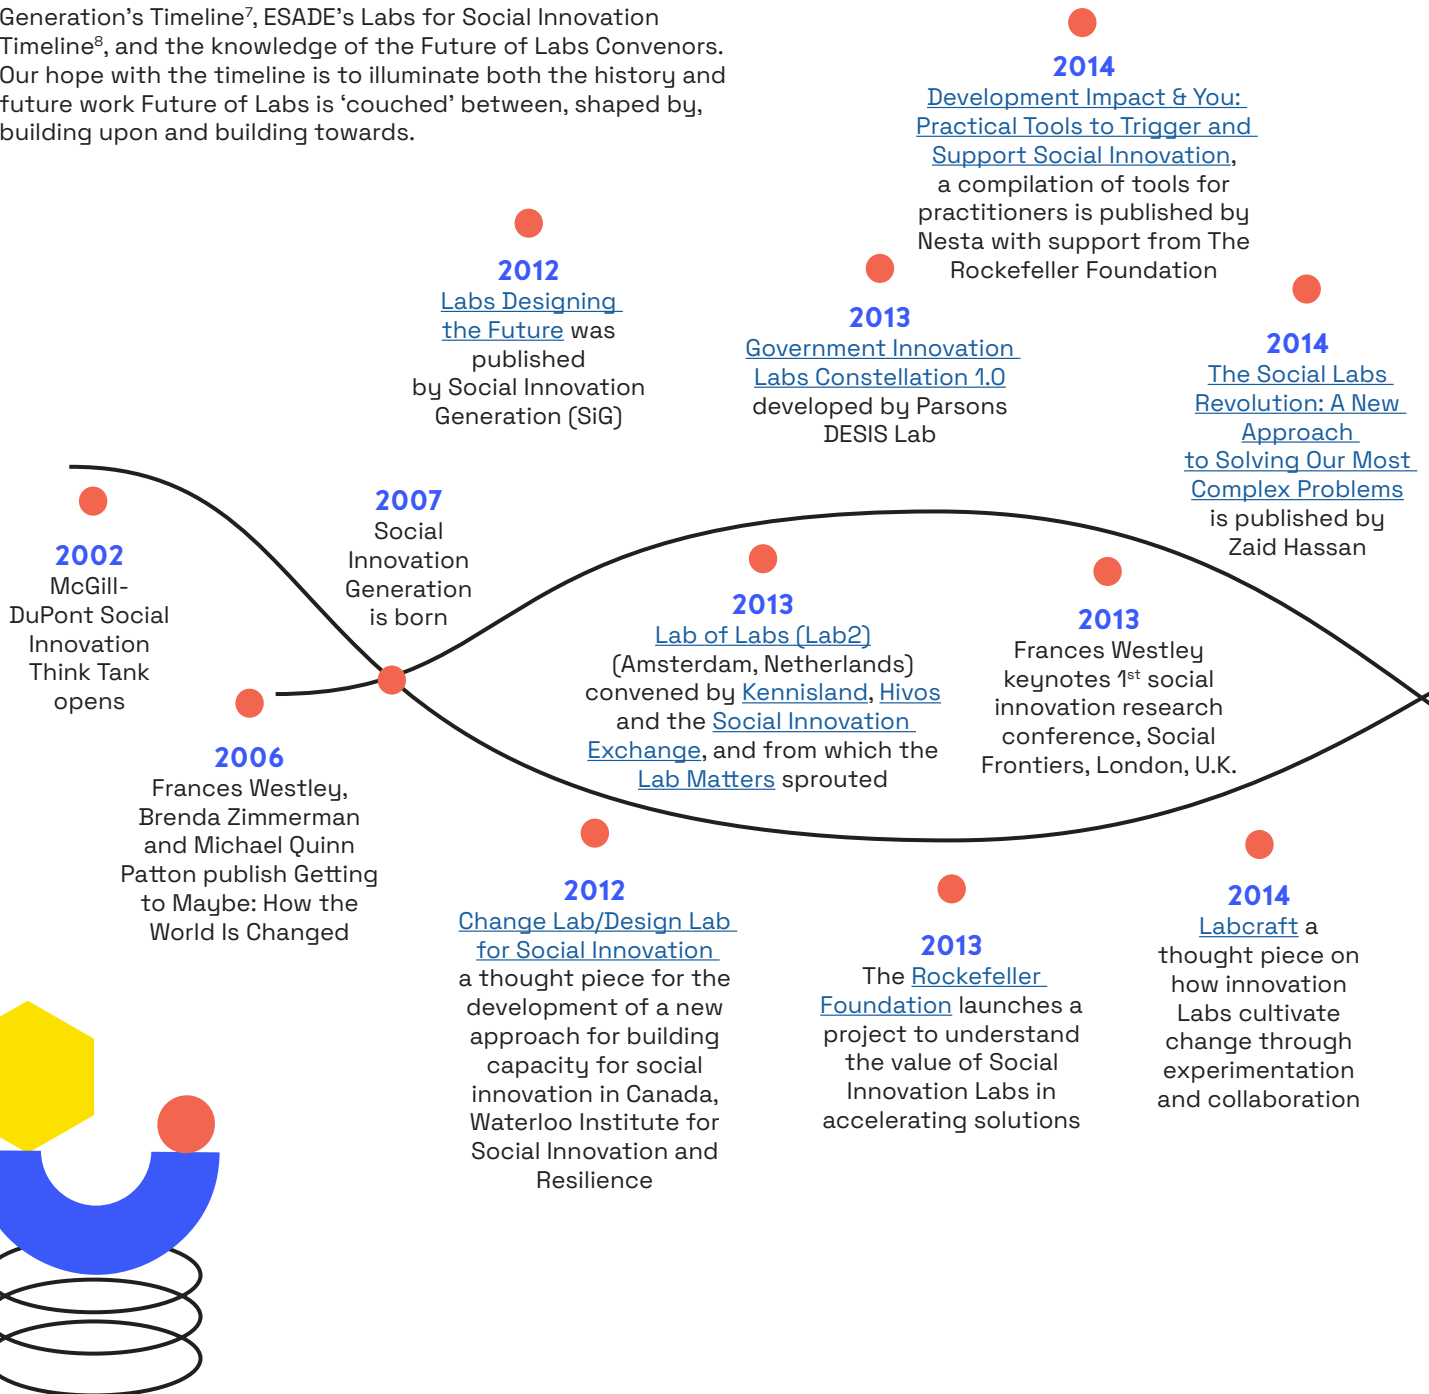 Generation's Timeline⁷, ESADE's Labs for Social Innovation
Timeline⁸, and the knowledge of the Future of Labs Convenors.
Our hope with the timeline is to illuminate both the history and
future work Future of Labs is ‘couched’ between, shaped by,
building upon and building towards.
2002
McGill-
DuPont Social
Innovation
Think Tank
opens
2006
Frances Westley,
Brenda Zimmerman
and Michael Quinn
Patton publish Getting
to Maybe: How the
World Is Changed
2007
Social
Innovation
Generation
is born
2012
Labs Designing
the Future was
published
by Social Innovation
Generation (SiG)
2012
Change Lab/Design Lab
for Social Innovation
a thought piece for the
development of a new
approach for building
capacity for social
innovation in Canada,
Waterloo Institute for
Social Innovation and
Resilience
2013
Government Innovation
Labs Constellation 1.0
developed by Parsons
DESIS Lab
2013
Lab of Labs (Lab2)
(Amsterdam, Netherlands)
convened by Kennisland, Hivos
and the Social Innovation
Exchange, and from which the
Lab Matters sprouted
2013
Frances Westley
keynotes 1st social
innovation research
conference, Social
Frontiers, London, U.K.
2013
The Rockefeller
Foundation launches a
project to understand
the value of Social
Innovation Labs in
accelerating solutions
2014
Development Impact & You:
Practical Tools to Trigger and
Support Social Innovation,
a compilation of tools for
practitioners is published by
Nesta with support from The
Rockefeller Foundation
2014
The Social Labs
Revolution: A New
Approach
to Solving Our Most
Complex Problems
is published by
Zaid Hassan
2014
Labcraft a
thought piece on
how innovation
Labs cultivate
change through
experimentation
and collaboration